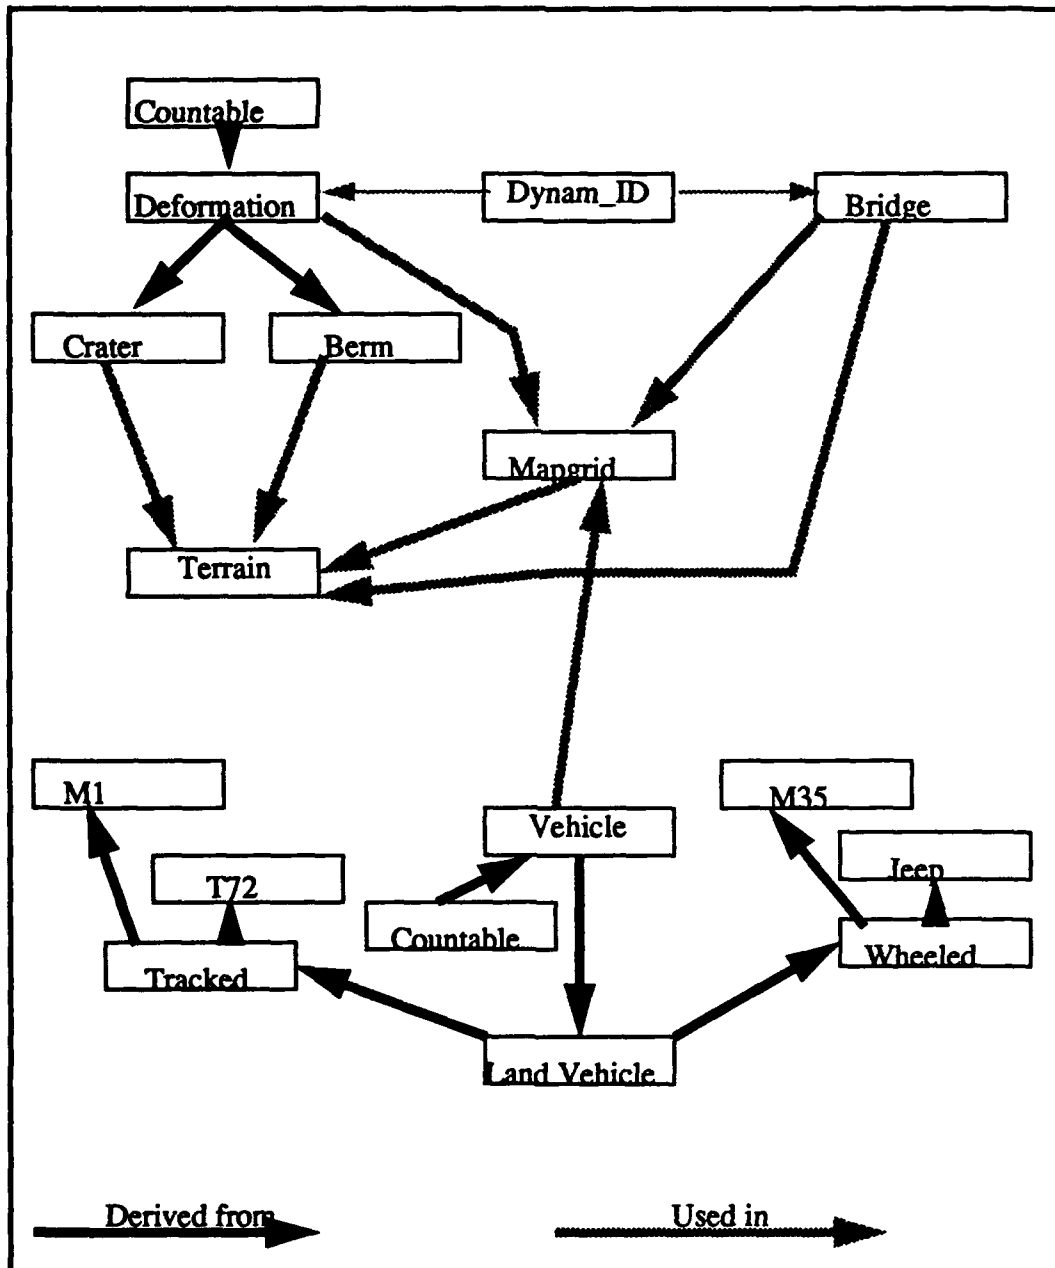 Countable
Deformation
Dynam_ID
Bridge
Crater
Berm
Mapgrid
Terrain
M1
M35
Vehicle
Jeep
T72
Countable
Wheeled
Tracked
Land Vehicle
Derived from
Used in